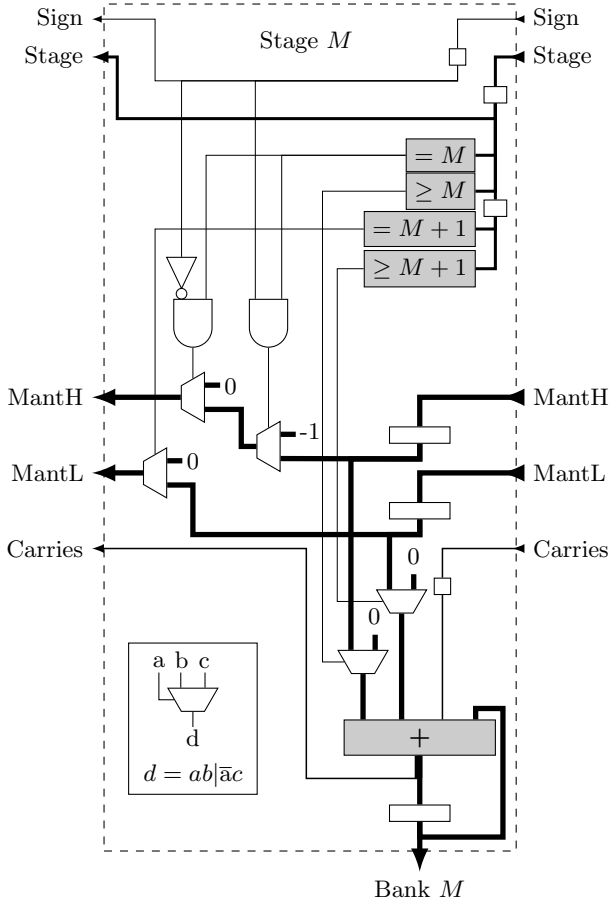 Sign
Stage M
Sign
Stage
Stage
= M
≥ M
= M + 1
≥ M + 1
MantH
0
MantH
-1
MantL
0
MantL
Carries
0
Carries
0
a b c
d
d = ab|a̅c
+
Bank M